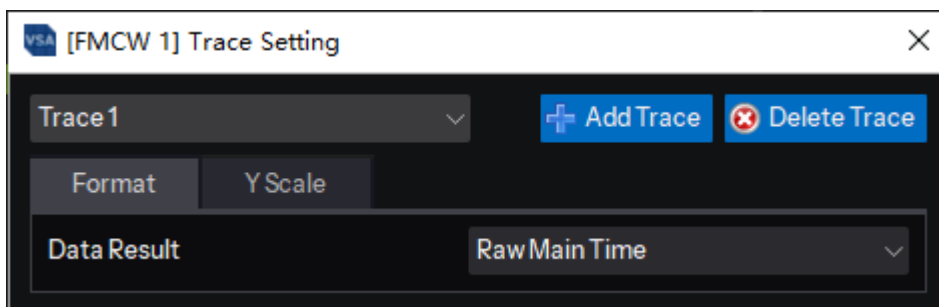 VSA [FMCW 1] Trace Setting
Trace1 Add Trace Delete Trace
Format Y Scale
Data Result Raw Main Time